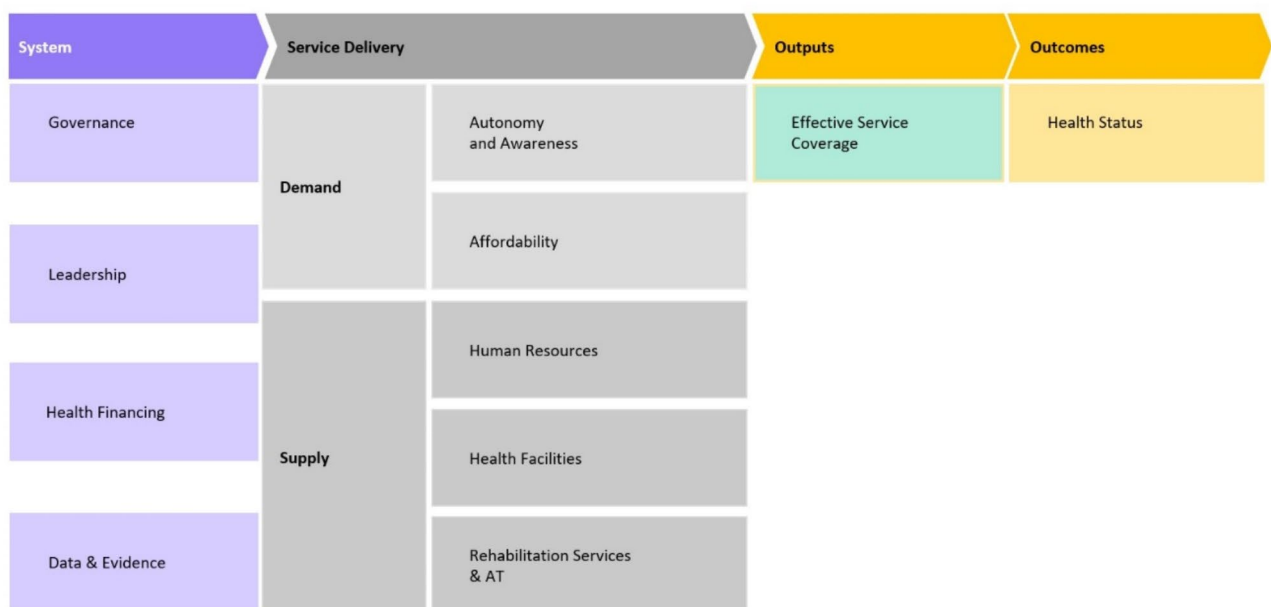 System
Service Delivery
Outputs
Outcomes
Governance
Leadership
Health Financing
Data & Evidence
Demand
Supply
Autonomy
and Awareness
Affordability
Human Resources
Health Facilities
Rehabilitation Services
& AT
Effective Service
Coverage
Health Status